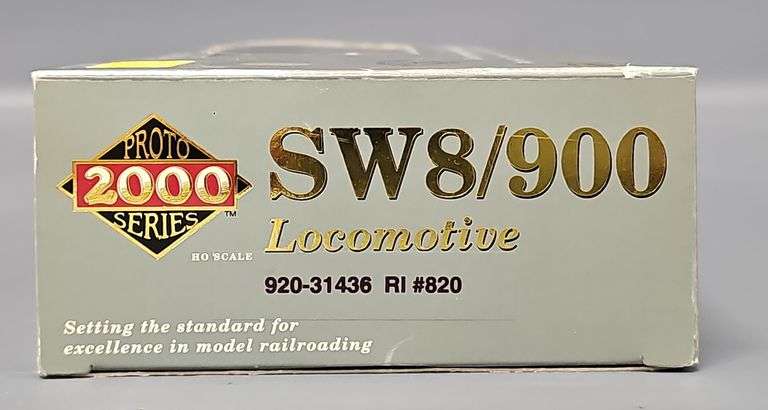 PROTO
2000
SERIES
™
HO SCALE
SW8/900
Locomotive
920-31436 RI #820
Setting the standard for
excellence in model railroading